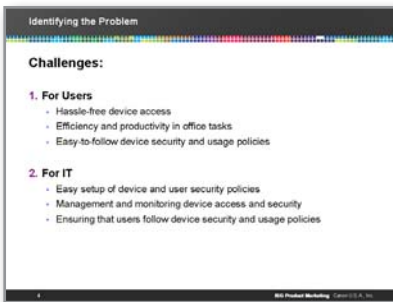 Identifying the Problem
Challenges:
1. For Users
- Hassle-free device access
- Efficiency and productivity in office tasks
- Easy-to-follow device security and usage policies
2. For IT
- Easy setup of device and user security policies
- Management and monitoring device access and security
- Ensuring that users follow device security and usage policies
4
BIG Product Marketing Canon U.S.A., Inc.